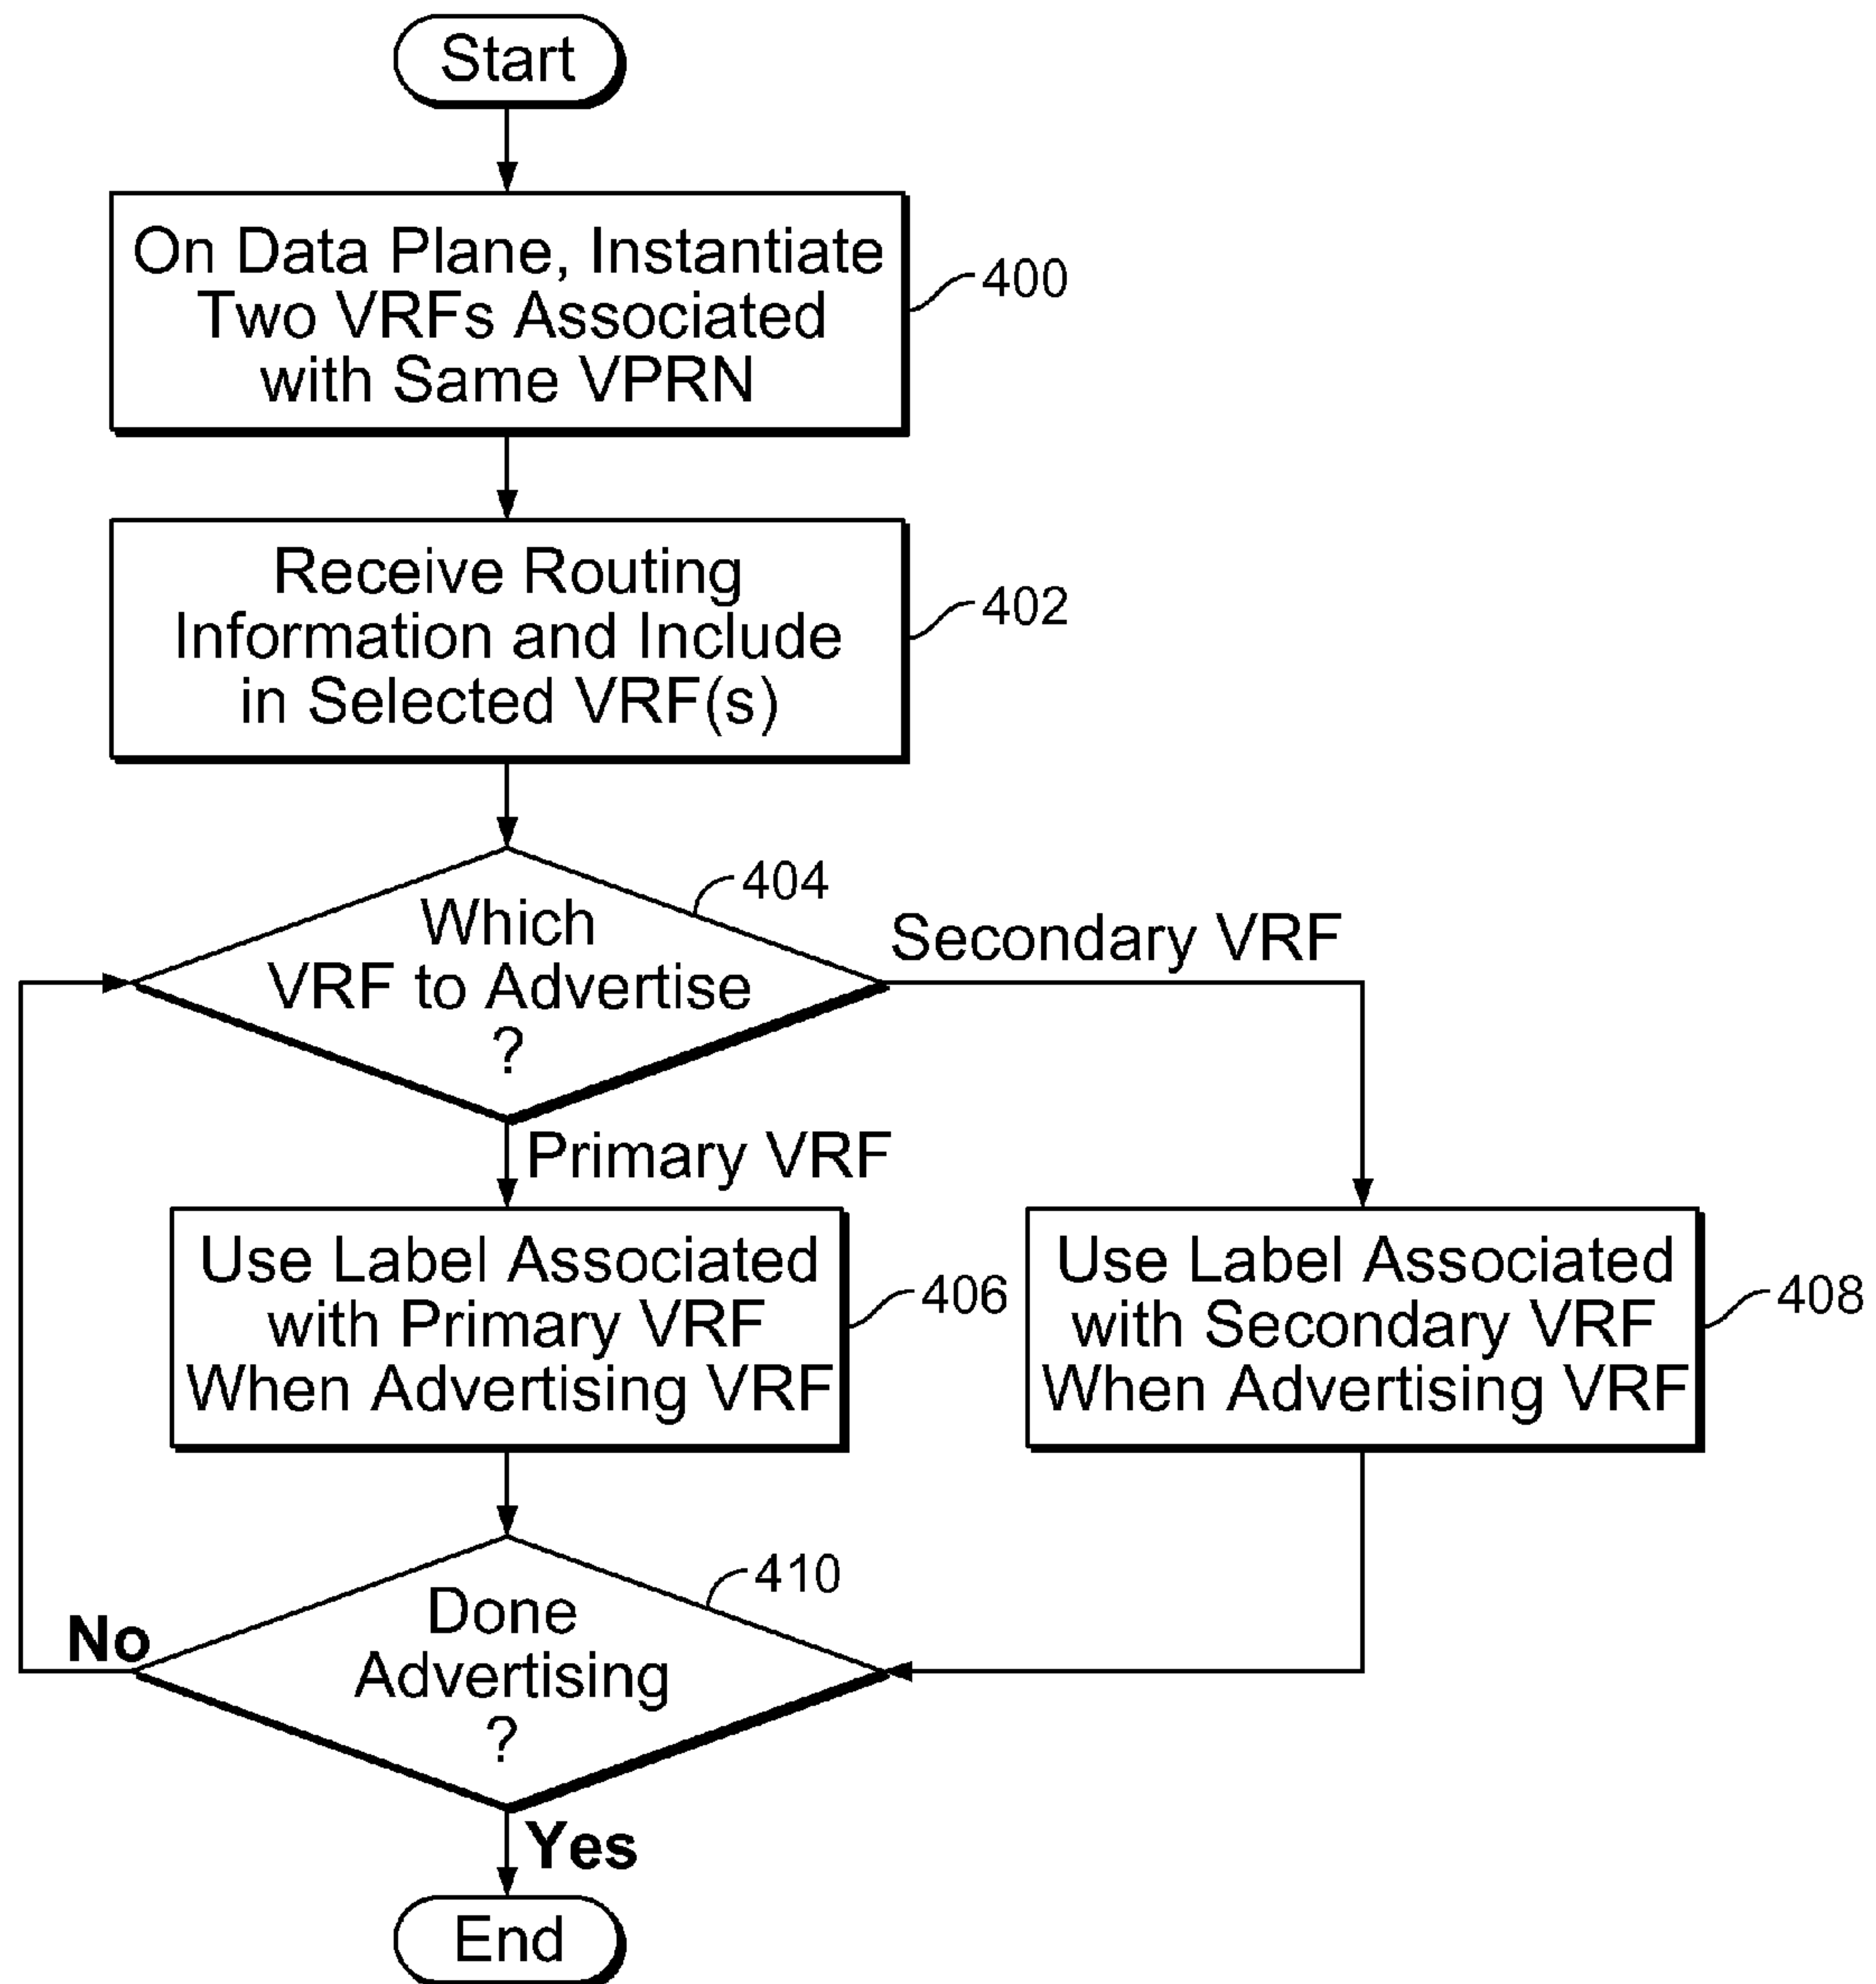 Start
On Data Plane, Instantiate
Two VRFs Associated
with Same VPRN
400
Receive Routing
Information and Include
in Selected VRF(s)
402
404
Which
VRF to Advertise
?
Secondary VRF
Primary VRF
Use Label Associated
with Primary VRF
When Advertising VRF
406
Use Label Associated
with Secondary VRF
When Advertising VRF
408
410
Done
Advertising
?
No
Yes
End